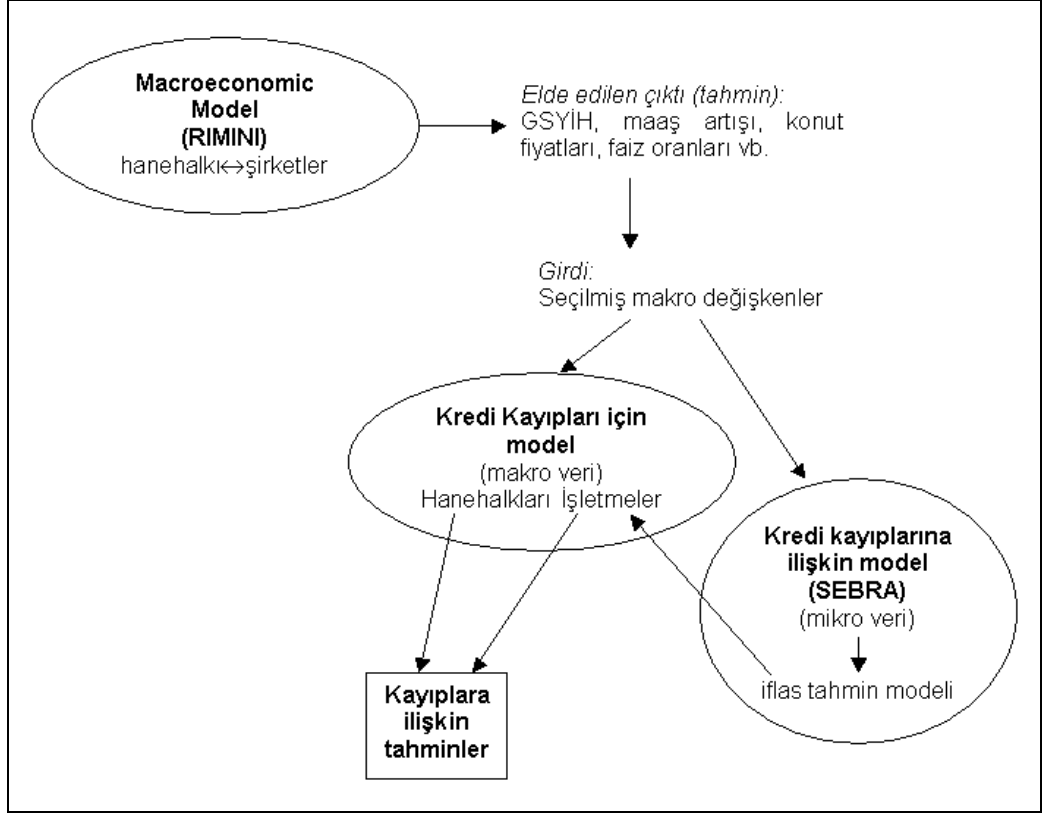 Macroeconomic
Model
(RIMINI)
hanehalkı↔şirketler
Elde edilen çıktı (tahmin):
GSYİH, maaş artışı, konut
fiyatları, faiz oranları vb.
Girdi:
Seçilmiş makro değişkenler
Kredi Kayıpları için
model
(makro veri)
Hanehalkları İşletmeler
Kredi kayıplarına
ilişkin model
(SEBRA)
(mikro veri)
iflas tahmin modeli
Kayıplara
ilişkin
tahminler